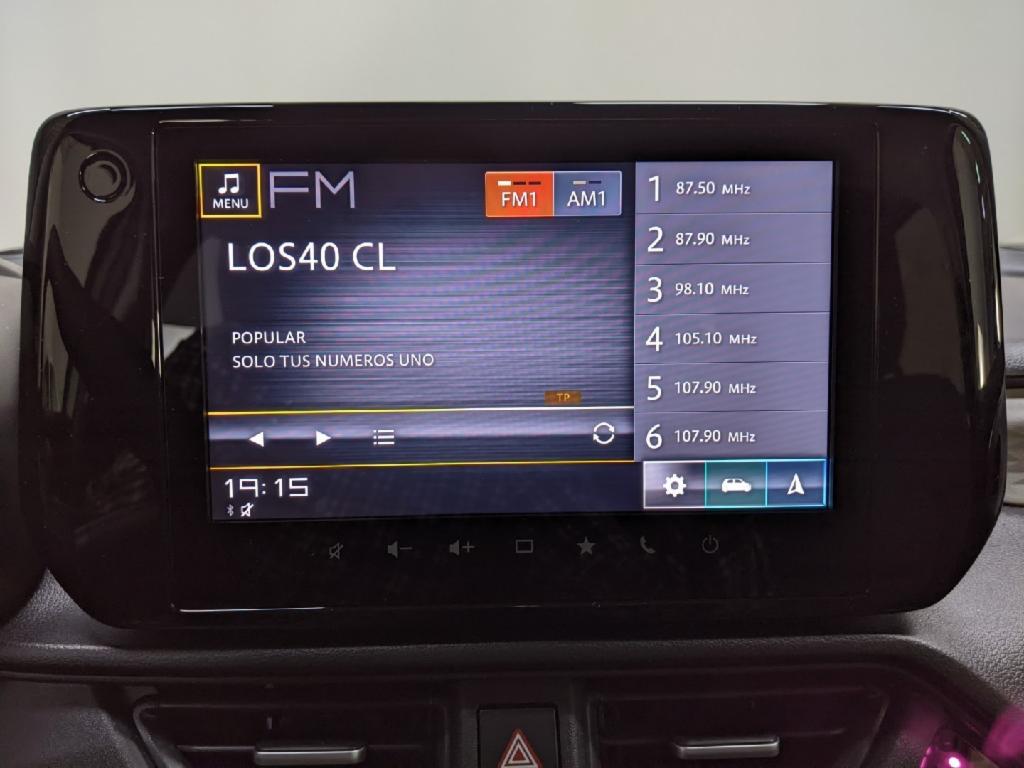 MENU
FM
FM1
AM1
LOS40 CL
POPULAR
SOLO TUS NUMEROS UNO
TP
19:15
1 87.50 MHz
2 87.90 MHz
3 98.10 MHz
4 105.10 MHz
5 107.90 MHz
6 107.90 MHz